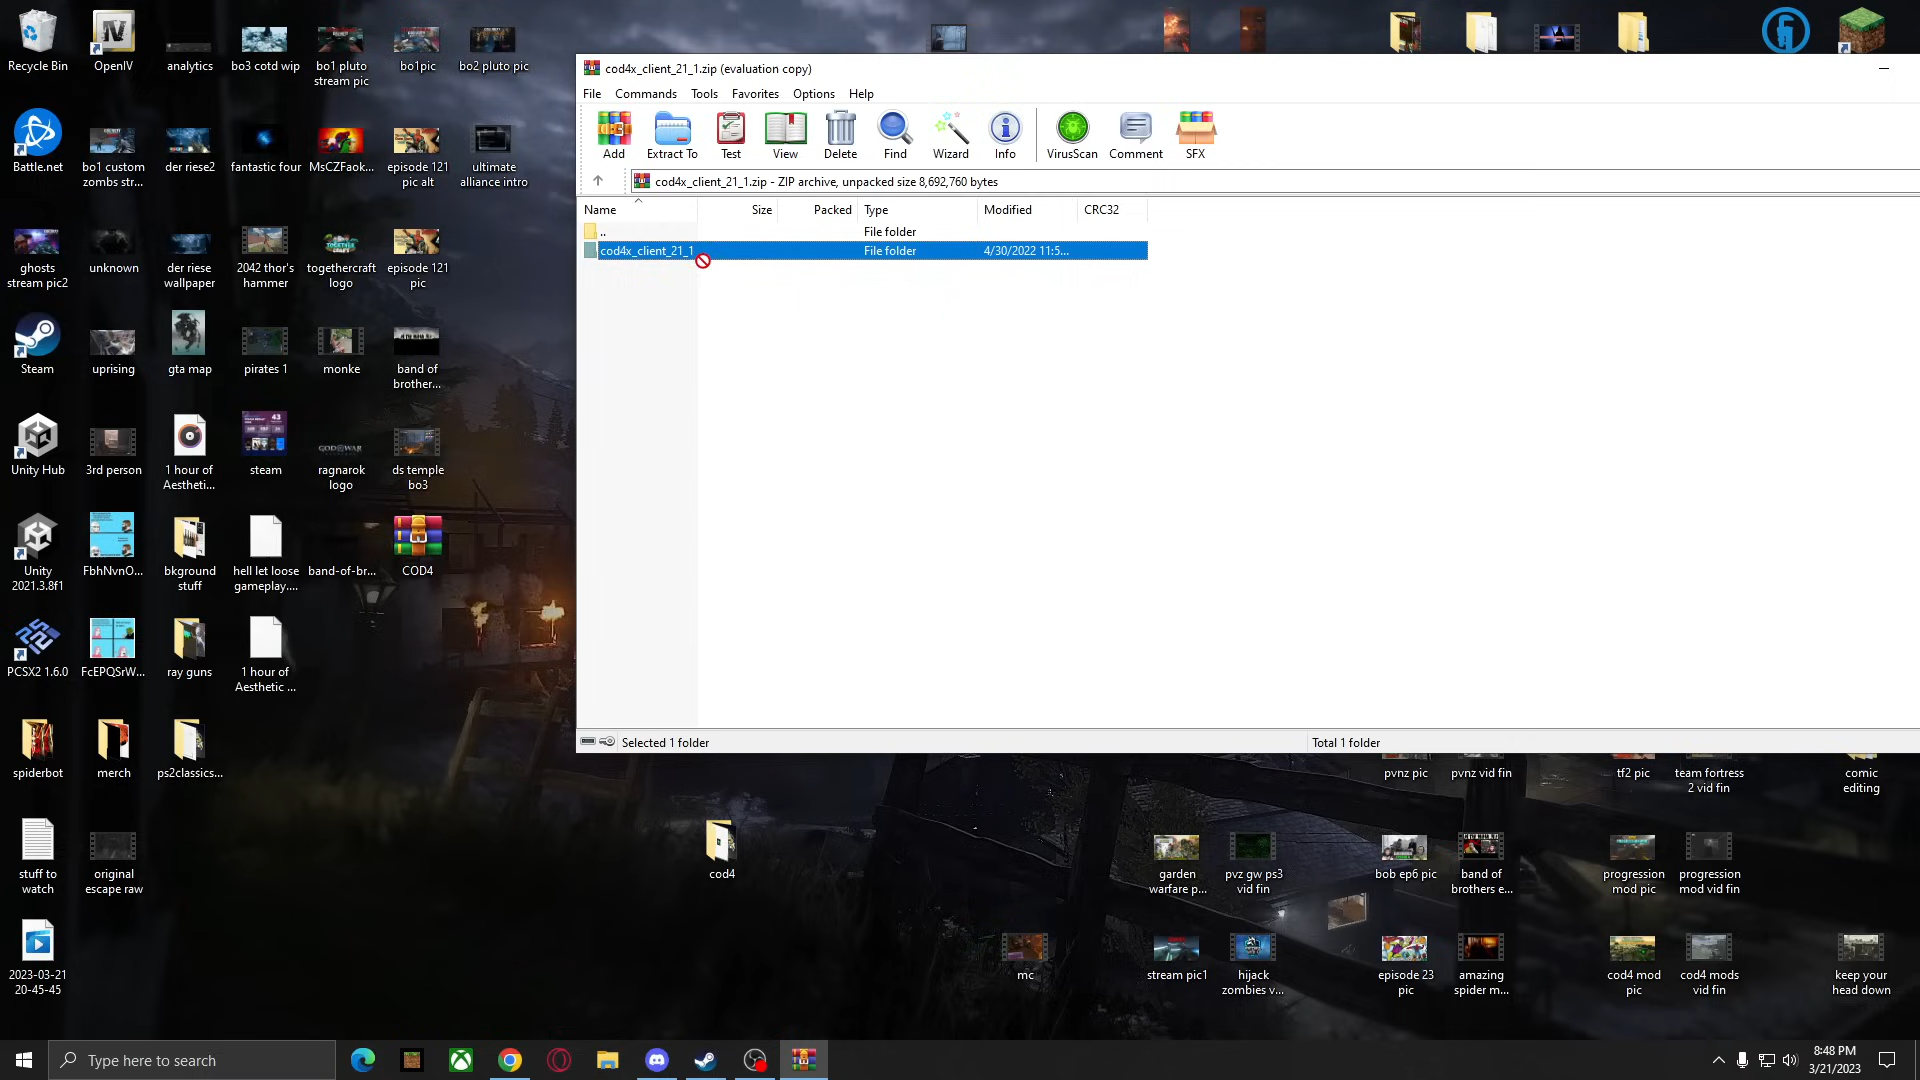 Recycle Bin
OpenIV
analytics
bo3 cotd wip
bo1 pluto
stream pic
bo1pic
bo2 pluto pic
Battle.net
bo1 custom
zombs str...
der riese2
fantastic four
MsCZFaok...
episode 121
pic alt
ultimate
alliance intro
ghosts
stream pic2
unknown
der riese
wallpaper
2042 thor's
hammer
togethercraft
logo
episode 121
pic
Steam
uprising
gta map
pirates 1
monke
band of
brother...
Unity Hub
3rd person
1 hour of
Aestheti...
steam
ragnarok
logo
ds temple
bo3
Unity
2021.3.8f1
FbhNvnO...
bkground
stuff
hell let loose
gameplay....
band-of-br...
COD4
PCSX2 1.6.0
FcEPQSrW...
ray guns
1 hour of
Aesthetic ...
spiderbot
merch
ps2classics...
stuff to
watch
original
escape raw
2023-03-21
20-45-45
cod4x_client_21_1.zip (evaluation copy)
File Commands Tools Favorites Options Help
Add Extract To Test View Delete Find Wizard Info VirusScan Comment SFX
cod4x_client_21_1.zip - ZIP archive, unpacked size 8,692,760 bytes
Name Size Packed Type Modified CRC32
.. File folder
cod4x_client_21_1 File folder 4/30/2022 11:5...
Selected 1 folder Total 1 folder
pvnz pic
pvnz vid fin
tf2 pic
team fortress
2 vid fin
comic
editing
cod4
garden
warfare p...
pvz gw ps3
vid fin
bob ep6 pic
band of
brothers e...
progression
mod pic
progression
mod vid fin
mc
stream pic1
hijack
zombies v...
episode 23
pic
amazing
spider m...
cod4 mod
pic
cod4 mods
vid fin
keep your
head down
Type here to search
8:48 PM
3/21/2023